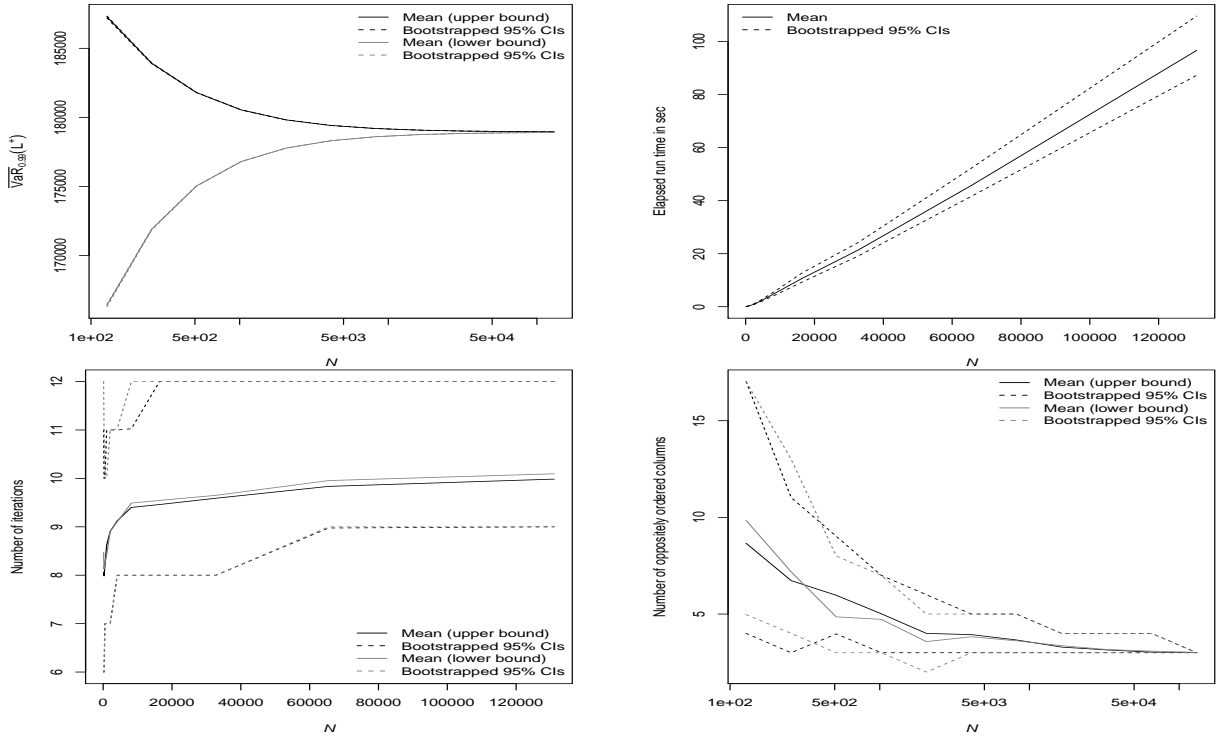 Mean (upper bound)
Bootstrapped 95% CIs
Mean (lower bound)
Bootstrapped 95% CIs
185000
180000
175000
170000
VaR0.99(L+)
1e+02 5e+02 5e+03 5e+04
N
Mean
Bootstrapped 95% CIs
100
80
60
40
20
0
Elapsed run time in sec
0 20000 40000 60000 80000 100000 120000
N
12
11
10
9
8
7
6
Number of iterations
Mean (upper bound)
Bootstrapped 95% CIs
Mean (lower bound)
Bootstrapped 95% CIs
0 20000 40000 60000 80000 100000 120000
N
Mean (upper bound)
Bootstrapped 95% CIs
Mean (lower bound)
Bootstrapped 95% CIs
15
10
5
Number of oppositely ordered columns
1e+02 5e+02 5e+03 5e+04
N